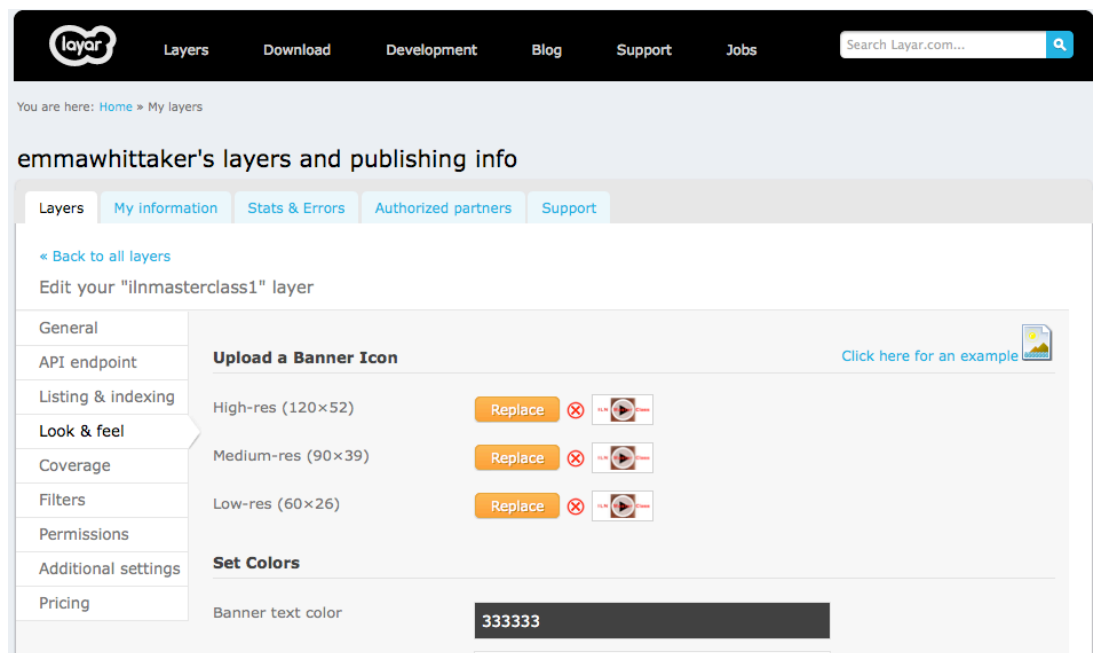 layar
Layers Download Development Blog Support Jobs Search Layar.com...
You are here: Home » My layers
emmawhittaker's layers and publishing info
Layers My information Stats & Errors Authorized partners Support
« Back to all layers
Edit your "ilnmasterclass1" layer
General
API endpoint
Upload a Banner Icon Click here for an example
Listing & indexing
High-res (120×52) Replace
Look & feel
Medium-res (90×39) Replace
Coverage
Filters
Low-res (60×26) Replace
Permissions
Additional settings
Set Colors
Pricing
Banner text color 333333